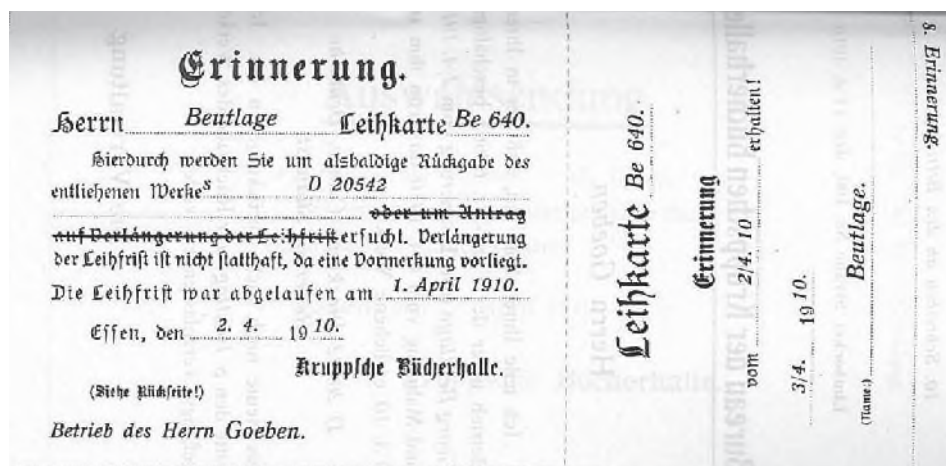 Erinnerung.
Herrn Beutlage Leihkarte Be 640.
Hierdurch werden Sie um alsbaldige Rückgabe des
entliehenen Werkes D 20542
oder um Antrag
auf Verlängerung der Leihfrist ersucht. Verlängerung
der Leihfrist ist nicht statthaft, da eine Vormerkung vorliegt.
Die Leihfrist war abgelaufen am 1. April 1910.
Essen, den 2. 4. 1910.
Kruppsche Bücherhalle.
(Siehe Rückseite!)
Betrieb des Herrn Goeben.
Leihkarte Be 640.
Erinnerung
vom 2/4. 10 erhalten!
3/4. 1910.
(Name:) Beutlage.
8. Erinnerung.